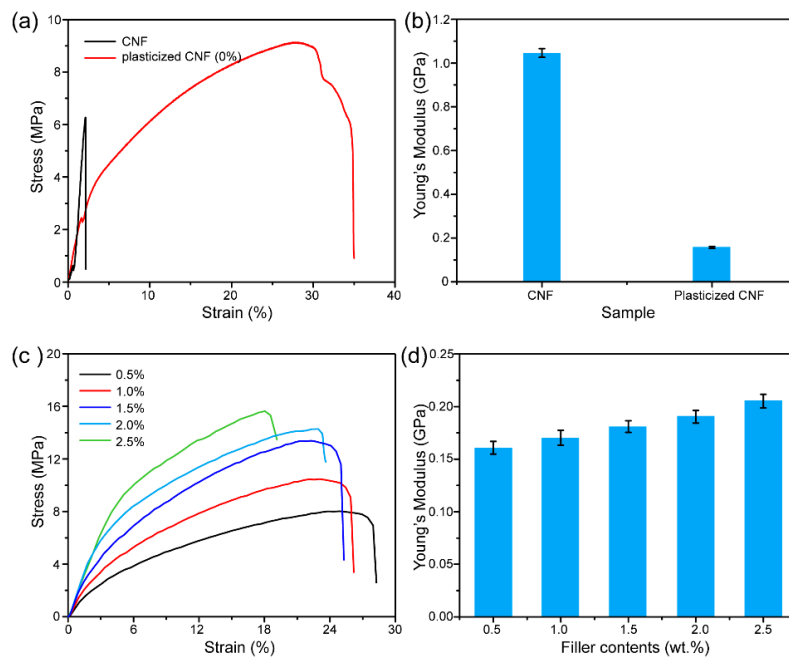 (a)
CNF
plasticized CNF (0%)
10
8
6
4
2
0
0
10
20
30
40
Stress (MPa)
Strain (%)
(b)
1.2
1.0
0.8
0.6
0.4
0.2
0
Young's Modulus (GPa)
CNF
Plasticized CNF
Sample
(c)
0.5%
1.0%
1.5%
2.0%
2.5%
20
16
12
8
4
0
0
6
12
18
24
30
Stress (MPa)
Strain (%)
(d)
0.25
0.20
0.15
0.10
0.05
0.00
Young's Modulus (GPa)
0.5
1.0
1.5
2.0
2.5
Filler contents (wt.%)